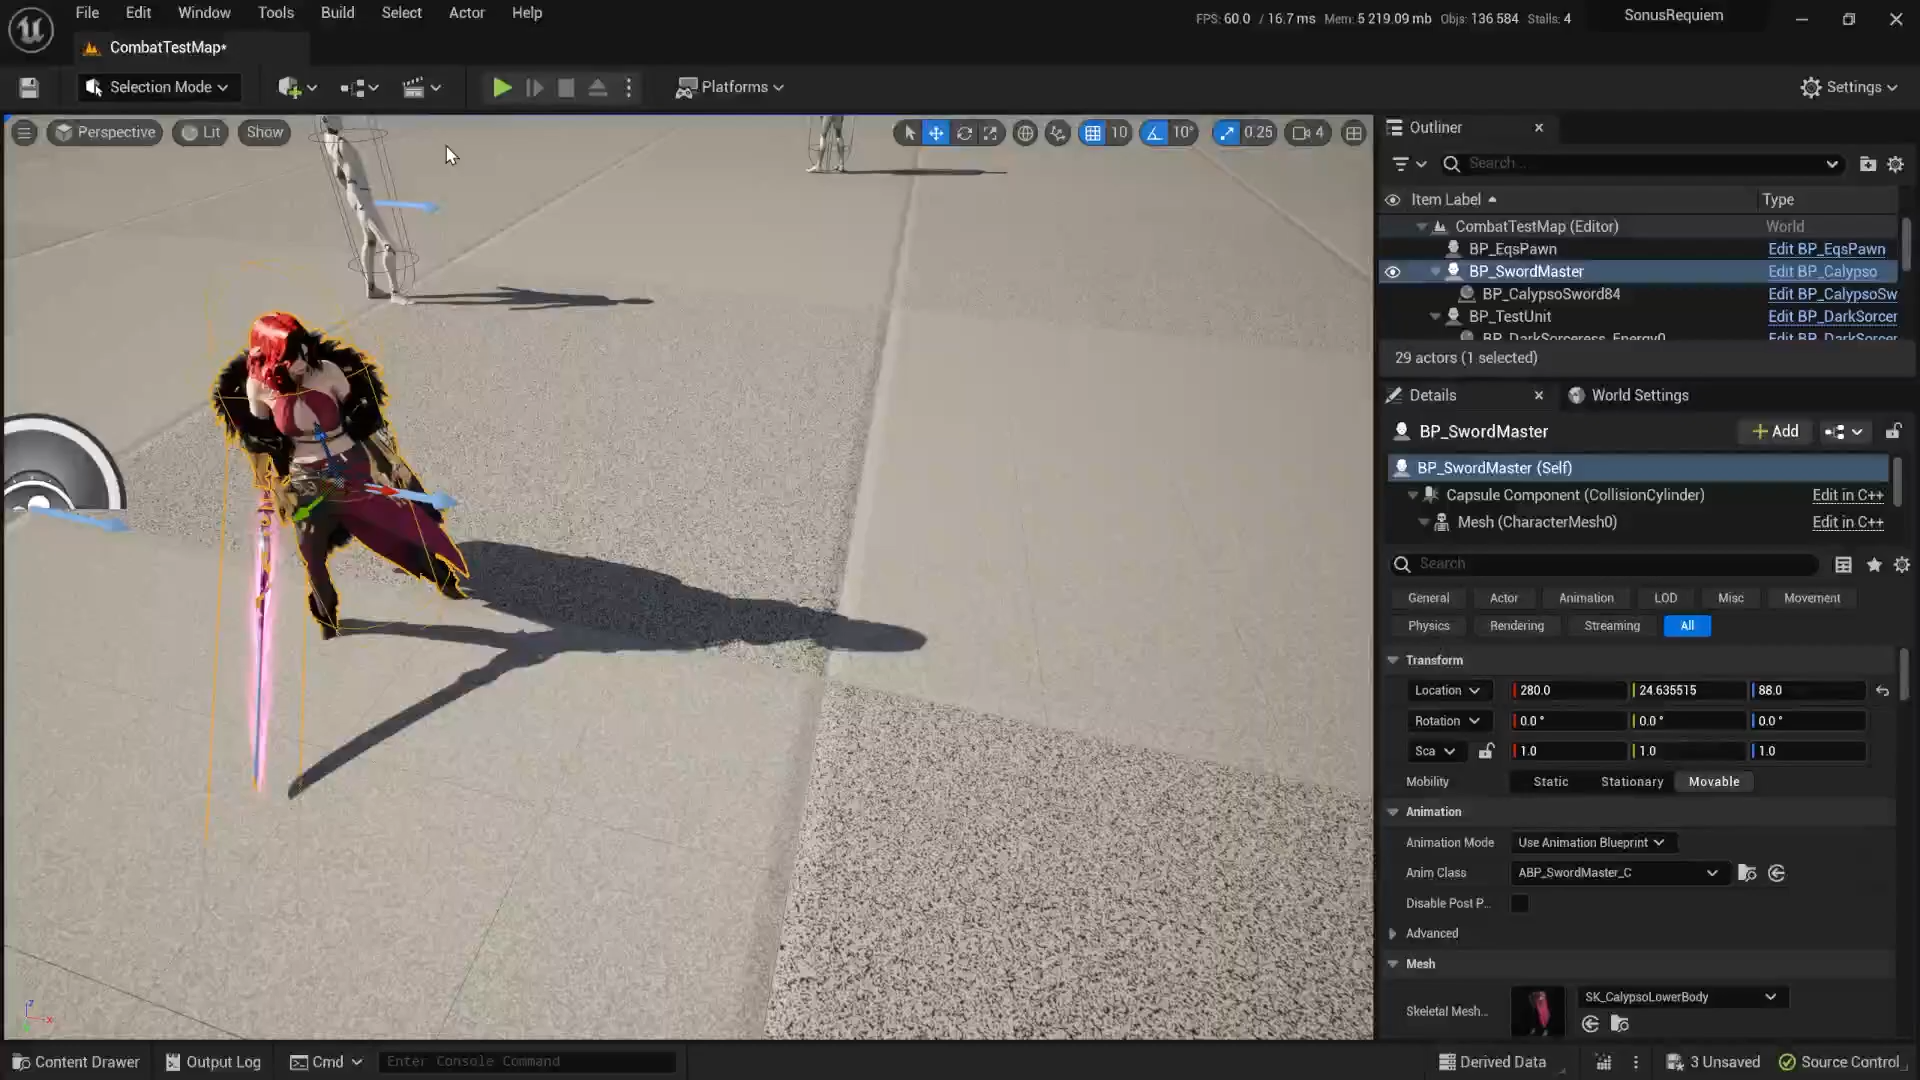 File Edit Window Tools Build Select Actor Help
FPS: 60.0 / 16.7 ms Mem: 5 219.09 mb Objs: 136 584 Stalls: 4
SonusRequiem
CombatTestMap*
Selection Mode
Platforms
Settings
Perspective Lit Show
10 10° 0.25 4
Outliner
Search...
Item Label Type
CombatTestMap (Editor) World
BP_EqsPawn Edit BP_EqsPawn
BP_SwordMaster Edit BP_Calypso
BP_CalypsoSword84 Edit BP_CalypsoSw
BP_TestUnit Edit BP_DarkSorcer
BP_DarkSorceress_Energy0 Edit BP_DarkSorcer
29 actors (1 selected)
Details World Settings
BP_SwordMaster Add
BP_SwordMaster (Self)
Capsule Component (CollisionCylinder) Edit in C++
Mesh (CharacterMesh0) Edit in C++
Search
General Actor Animation LOD Misc Movement
Physics Rendering Streaming All
Transform
Location 280.0 24.635515 88.0
Rotation 0.0° 0.0° 0.0°
Sca 1.0 1.0 1.0
Mobility Static Stationary Movable
Animation
Animation Mode Use Animation Blueprint
Anim Class ABP_SwordMaster_C
Disable Post P...
Advanced
Mesh
Skeletal Mesh... SK_CalypsoLowerBody
Content Drawer Output Log Cmd Enter Console Command
Derived Data 3 Unsaved Source Control